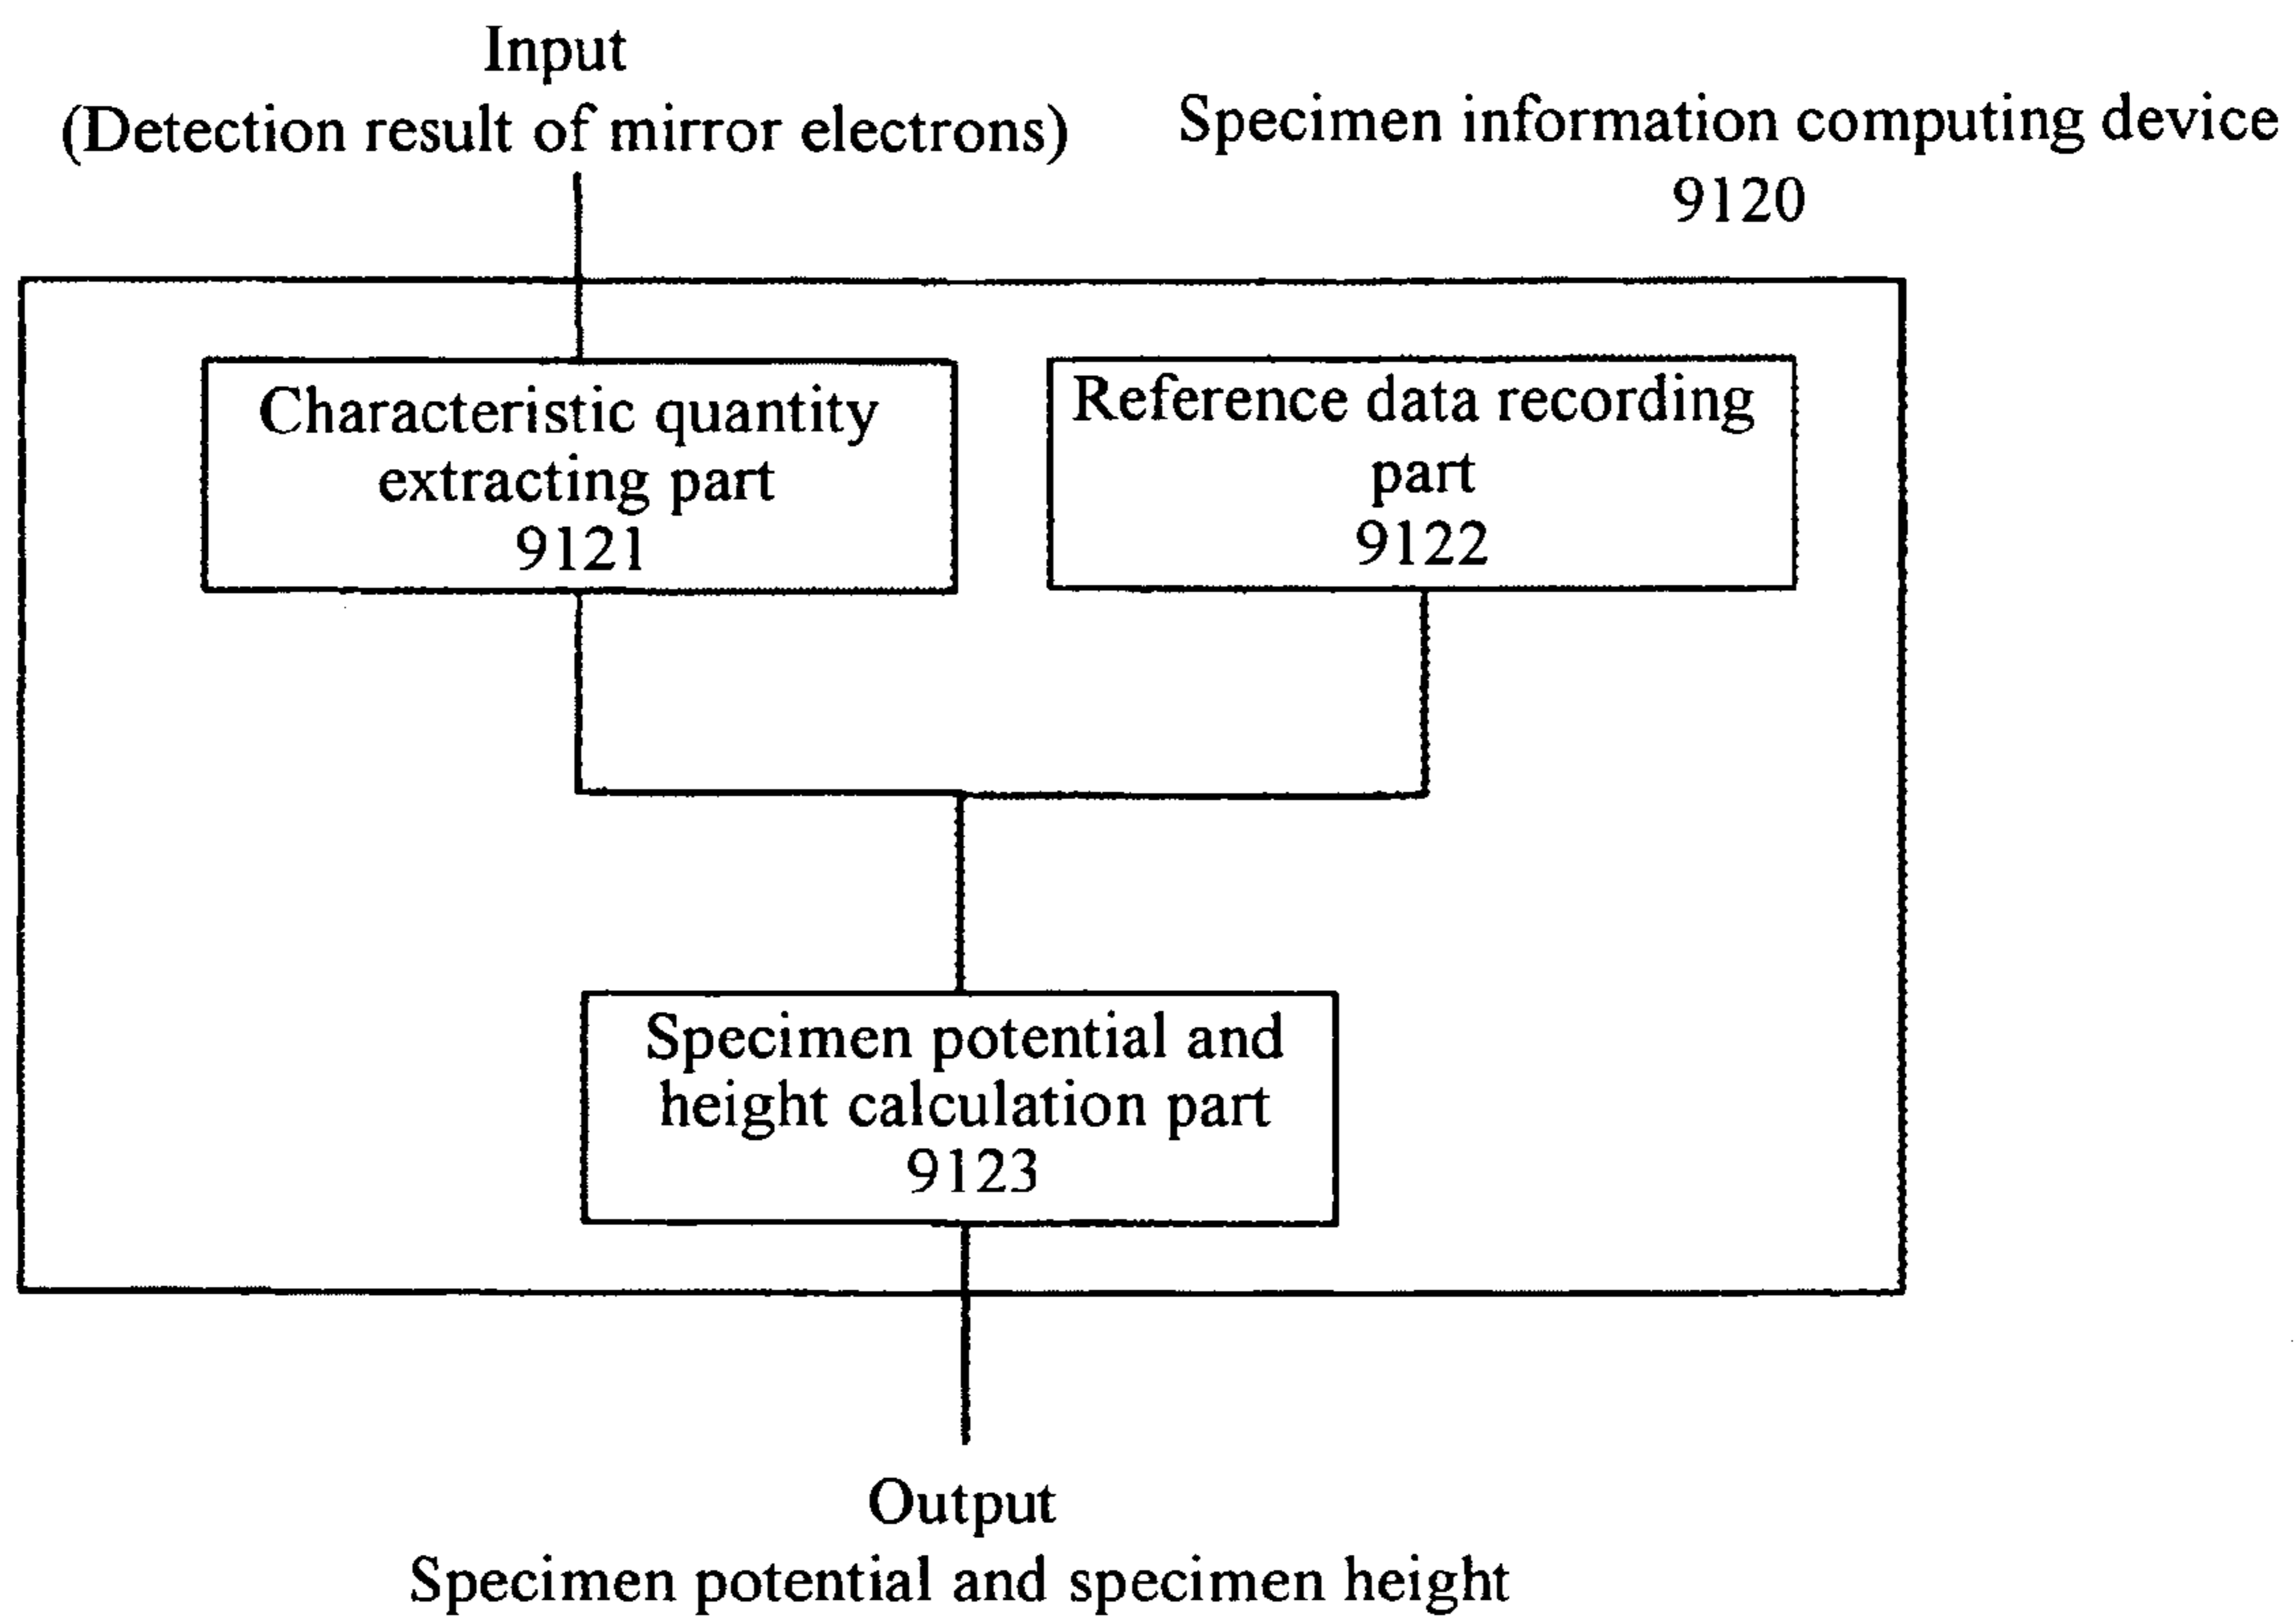 Input
(Detection result of mirror electrons)
Specimen information computing device
9120
Characteristic quantity
extracting part
9121
Reference data recording
part
9122
Specimen potential and
height calculation part
9123
Output
Specimen potential and specimen height